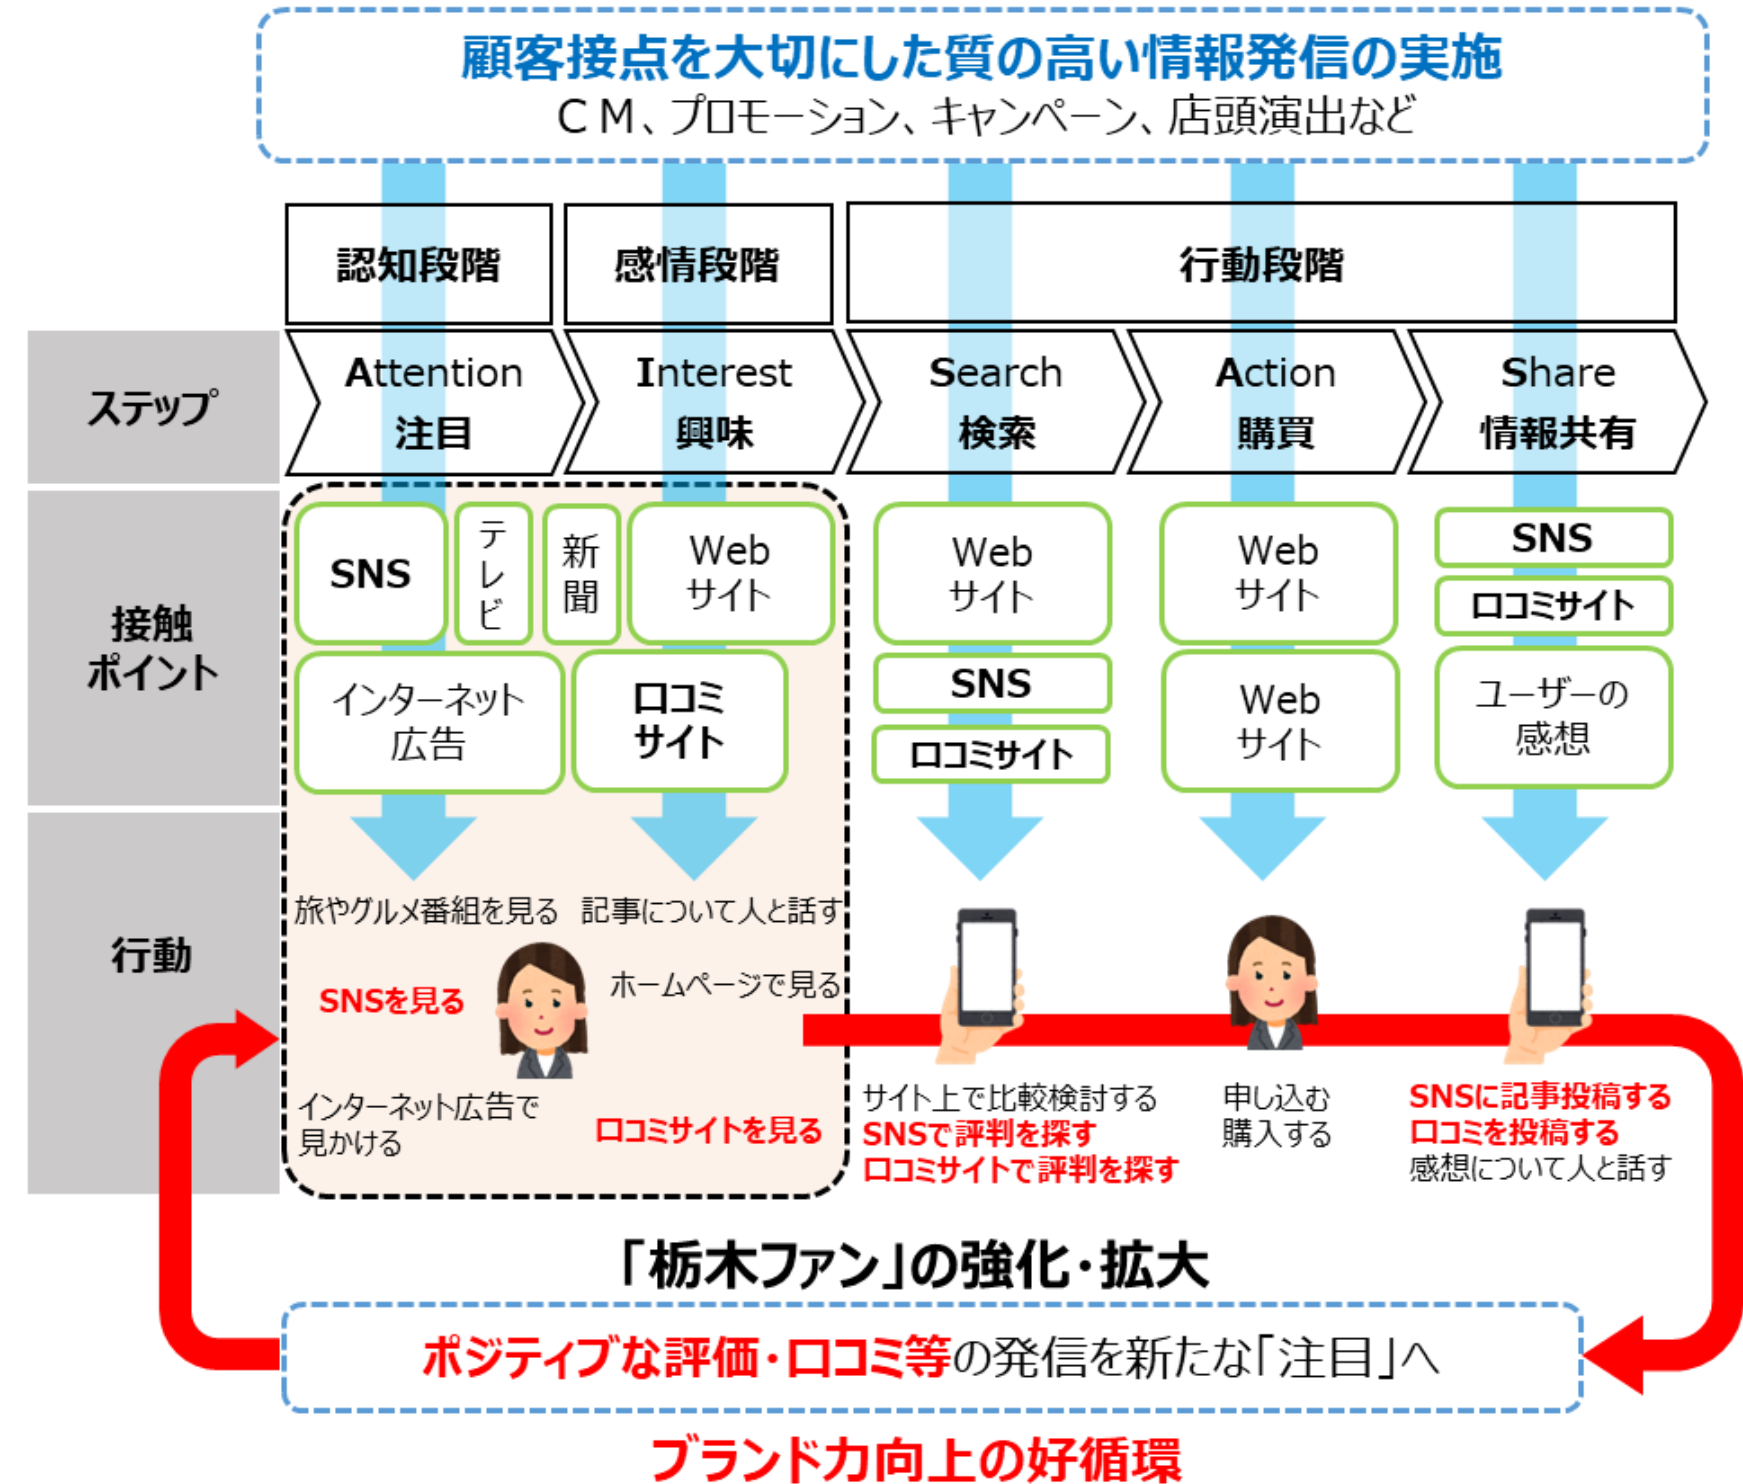 顧客接点を大切にした質の高い情報発信の実施
ＣＭ、プロモーション、キャンペーン、店頭演出など
認知段階
感情段階
行動段階
ステップ
Attention
注目
Interest
興味
Search
検索
Action
購買
Share
情報共有
接触
ポイント
SNS
テレビ
新聞
Web
サイト
インターネット
広告
口コミ
サイト
Web
サイト
SNS
口コミサイト
Web
サイト
Web
サイト
SNS
口コミサイト
ユーザーの
感想
行動
旅やグルメ番組を見る
記事について人と話す
SNSを見る
ホームページで見る
インターネット広告で
見かける
口コミサイトを見る
サイト上で比較検討する
SNSで評判を探す
口コミサイトで評判を探す
申し込む
購入する
SNSに記事投稿する
口コミを投稿する
感想について人と話す
「栃木ファン」の強化・拡大
ポジティブな評価・口コミ等の発信を新たな「注目」へ
ブランド力向上の好循環